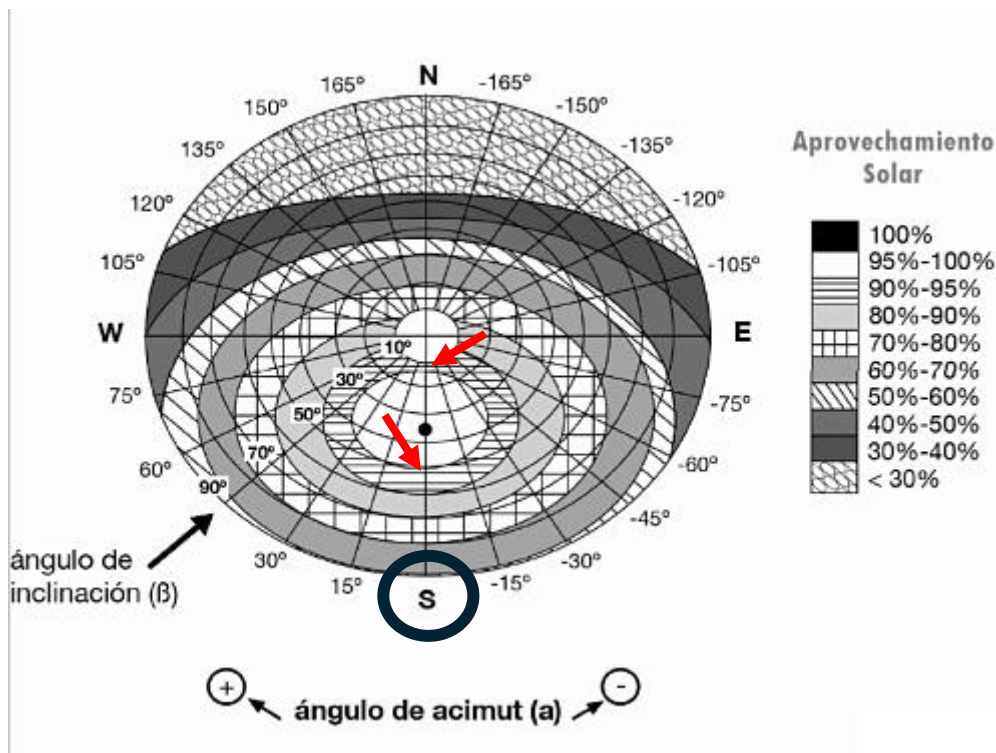 N
165º
-165º
150º
-150º
135º
-135º
120º
-120º
105º
-105º
W
E
10º
30º
50º
70º
90º
75º
-75º
60º
-60º
-45º
30º
-30º
15º
-15º
S
ángulo de
inclinación (ß)
+
ángulo de acimut (a)
-
Aprovechamiento
Solar
100%
95%-100%
90%-95%
80%-90%
70%-80%
60%-70%
50%-60%
40%-50%
30%-40%
< 30%